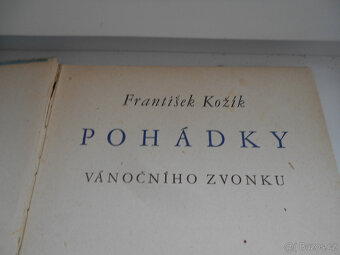 František Kožík
POHÁDKY
VÁNOČNÍHO ZVONKU